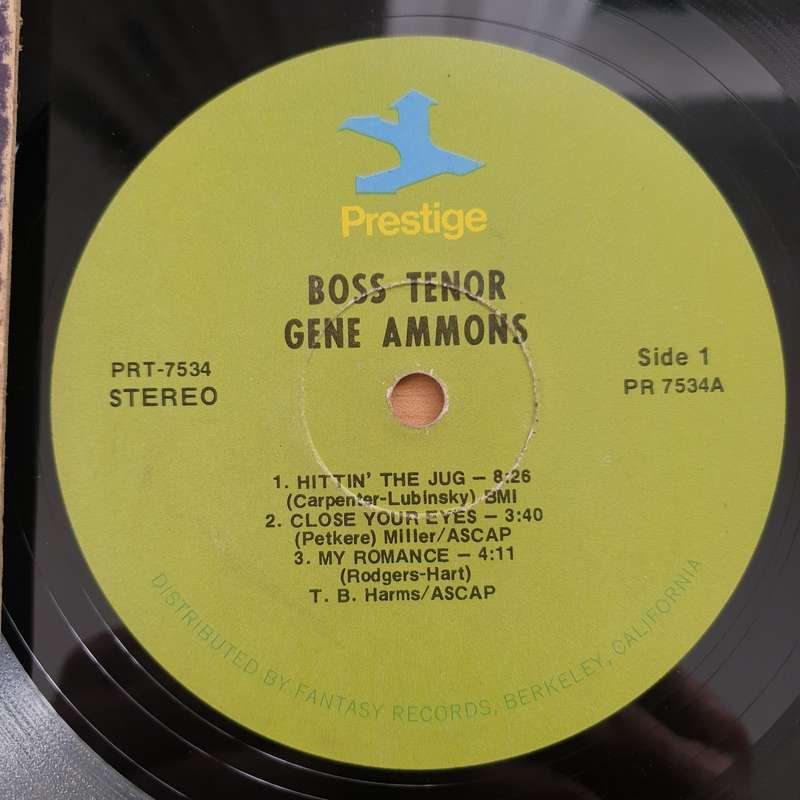 Prestige
BOSS TENOR
GENE AMMONS
PRT-7534
STEREO
Side 1
PR 7534A
1. HITTIN' THE JUG — 8:26
(Carpenter-Lubinsky) BMI
2. CLOSE YOUR EYES — 3:40
(Petkere) Miller/ASCAP
3. MY ROMANCE — 4:11
(Rodgers-Hart)
T. B. Harms/ASCAP
DISTRIBUTED BY FANTASY RECORDS, BERKELEY, CALIFORNIA